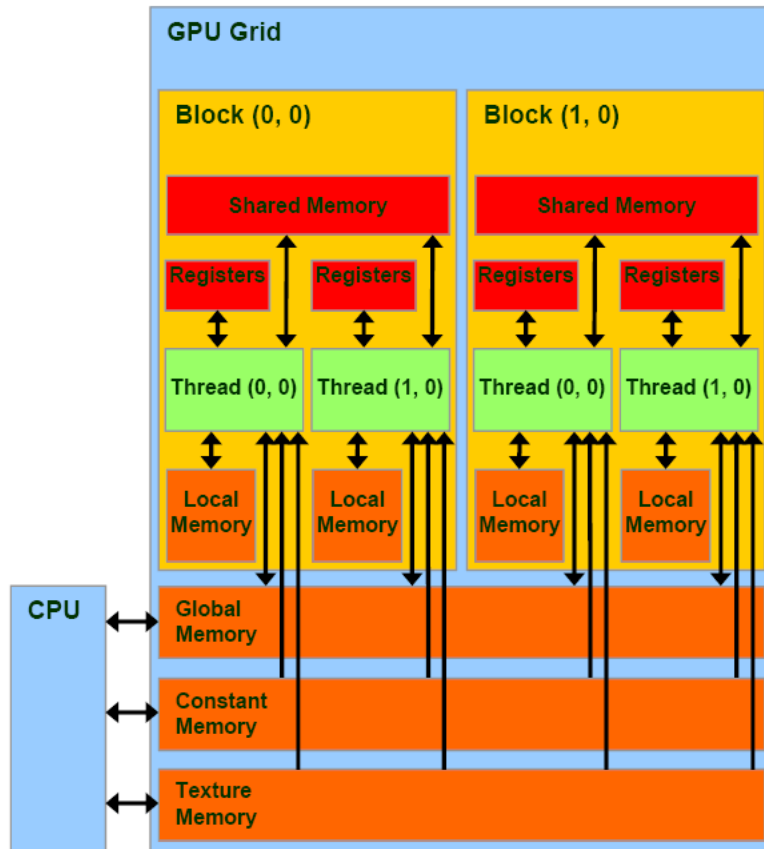 GPU Grid
Block (0, 0)
Block (1, 0)
Shared Memory
Shared Memory
Registers
Registers
Registers
Registers
Thread (0, 0)
Thread (1, 0)
Thread (0, 0)
Thread (1, 0)
Local
Memory
Local
Memory
Local
Memory
Local
Memory
CPU
Global
Memory
Constant
Memory
Texture
Memory